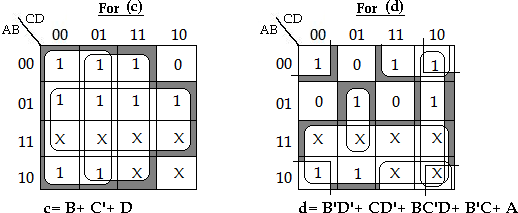 For (c)
CD
AB
00 01 11 10
00 1 1 1 0
01 1 1 1 1
11 X X X X
10 1 1 X X
c= B+ C'+ D
For (d)
CD
AB
00 01 11 10
00 1 0 1 1
01 0 1 0 1
11 X X X X
10 1 1 X X
d= B'D'+ CD'+ BC'D+ B'C+ A